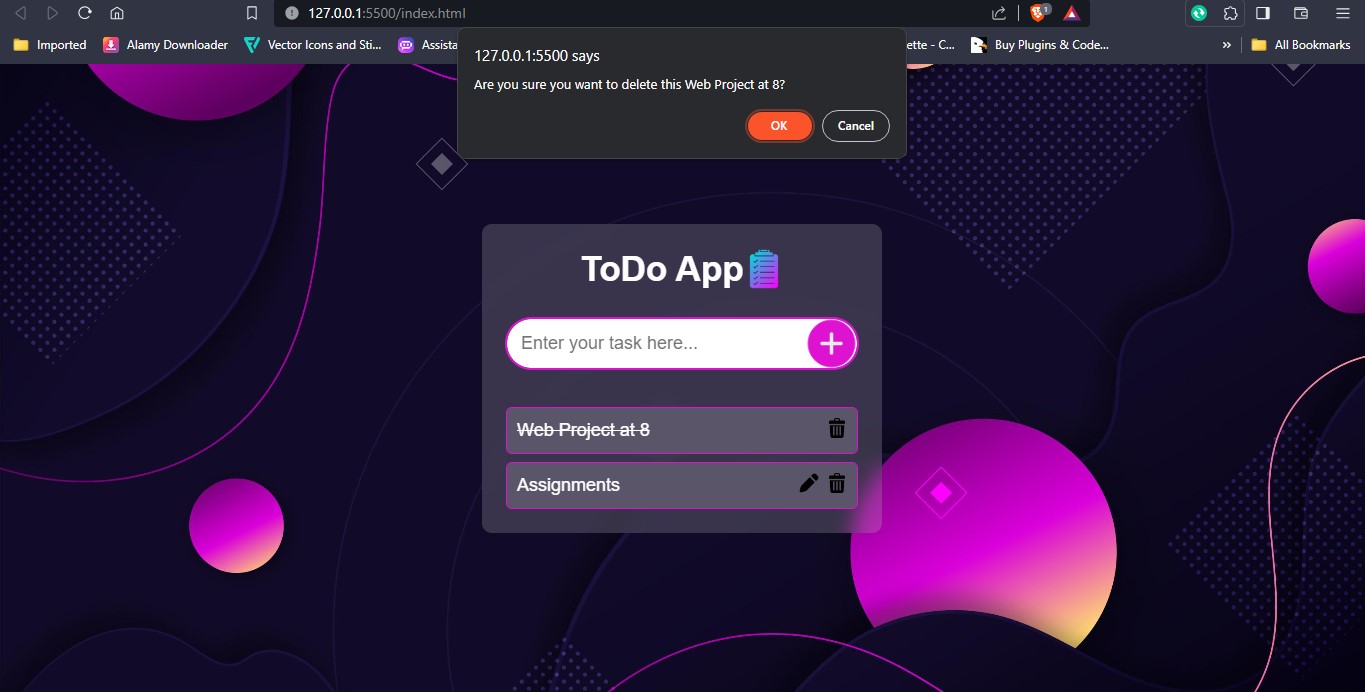 127.0.0.1:5500/index.html
1
Imported Alamy Downloader Vector Icons and Sti... Assista ette - C... Buy Plugins & Code... » All Bookmarks
127.0.0.1:5500 says
Are you sure you want to delete this Web Project at 8?
OK Cancel
ToDo App
Enter your task here...
Web Project at 8
Assignments